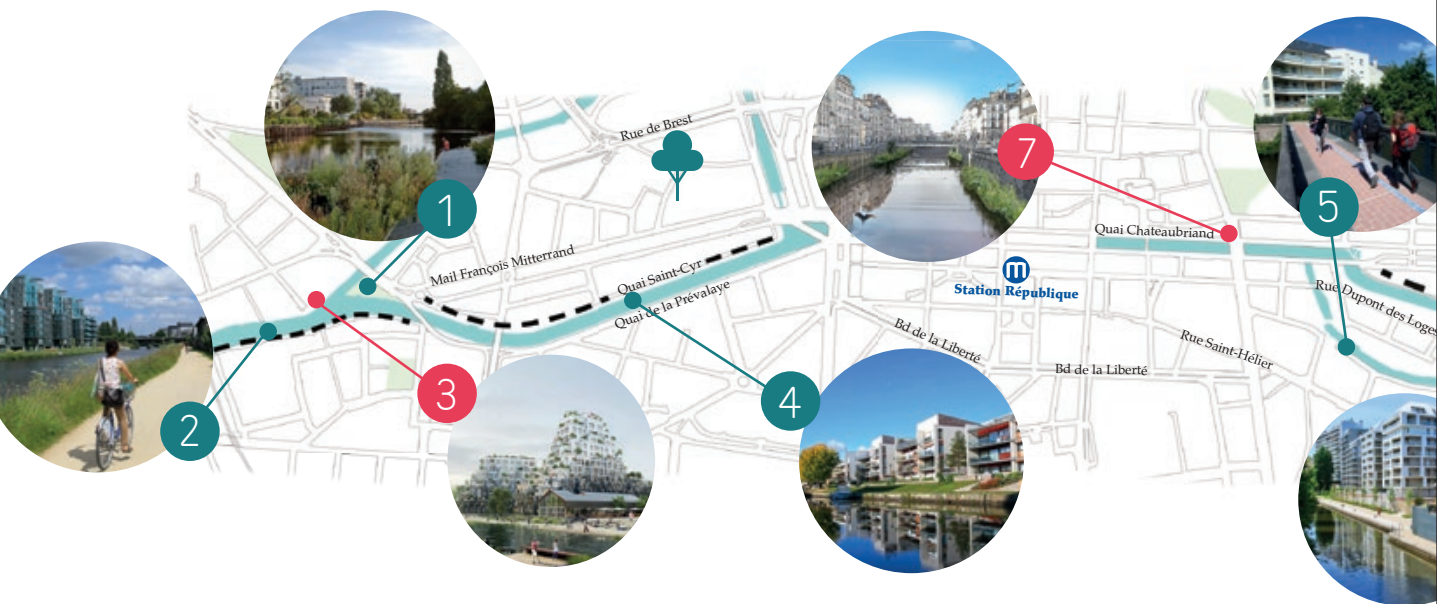 Rue de Brest
7
1
5
Quai Chateaubriand
Mail François Mitterrand
Quai Saint-Cyr
m
Station République
Quai de la Prévalaye
Rue Dupont des Loges
Bd de la Liberté
Rue Saint-Hélier
Bd de la Liberté
3
4
2